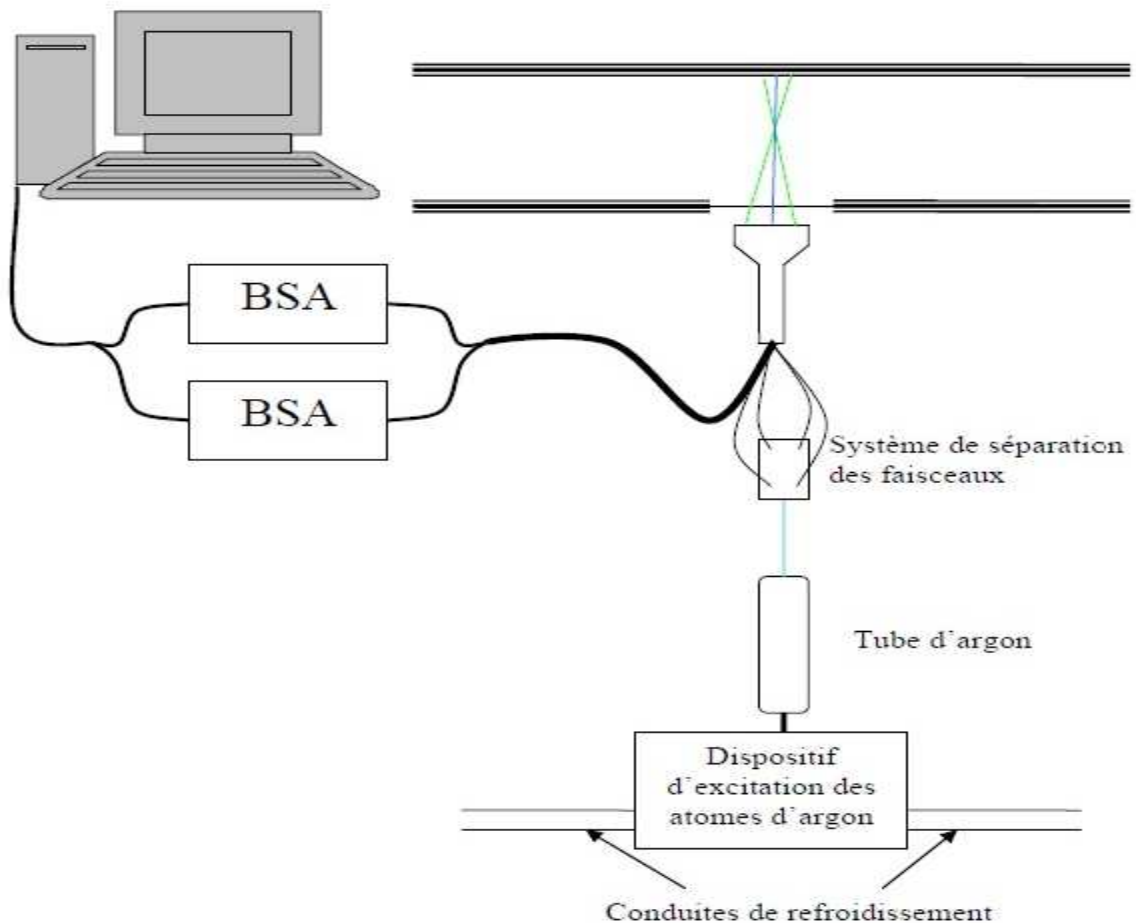 BSA
BSA
Système de séparation
des faisceaux
Tube d'argon
Dispositif
d'excitation des
atomes d'argon
Conduites de refroidissement